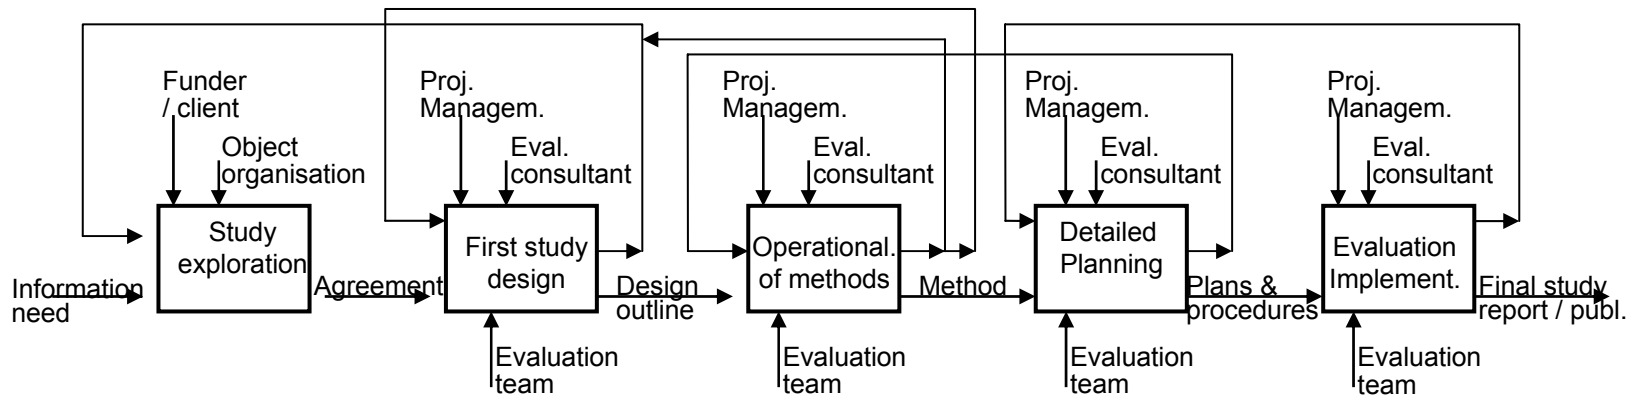 Funder
/ client
Object
organisation
Study
exploration
Information
need
Agreement
Proj.
Managem.
Eval.
consultant
First study
design
Evaluation
team
Design
outline
Proj.
Managem.
Eval.
consultant
Operational.
of methods
Evaluation
team
Method
Proj.
Managem.
Eval.
consultant
Detailed
Planning
Evaluation
team
Plans &
procedures
Proj.
Managem.
Eval.
consultant
Evaluation
Implement.
Evaluation
team
Final study
report / publ.